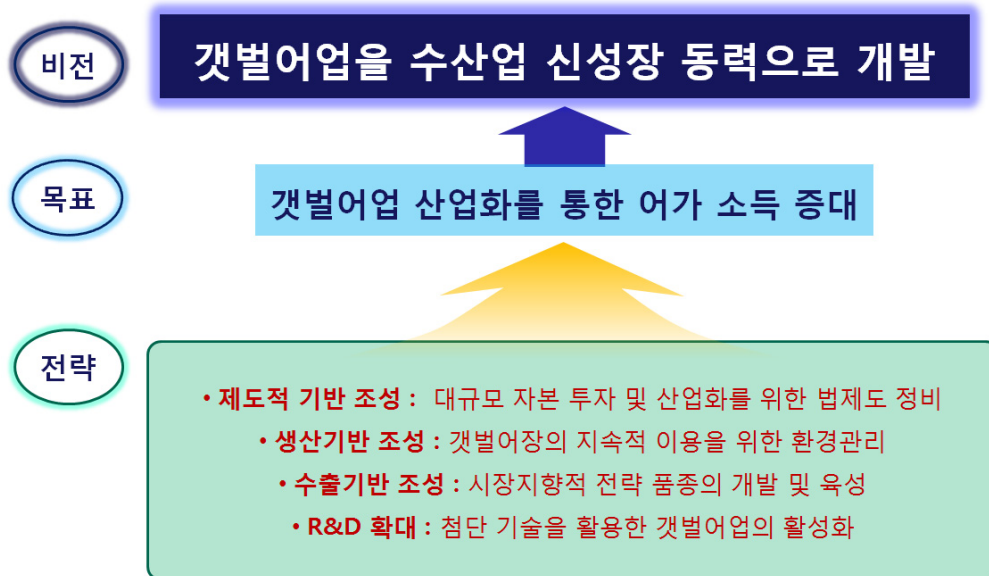 비전
갯벌어업을 수산업 신성장 동력으로 개발
목표
갯벌어업 산업화를 통한 어가 소득 증대
전략
• 제도적 기반 조성 : 대규모 자본 투자 및 산업화를 위한 법제도 정비
• 생산기반 조성 : 갯벌어장의 지속적 이용을 위한 환경관리
• 수출기반 조성 : 시장지향적 전략 품종의 개발 및 육성
• R&D 확대 : 첨단 기술을 활용한 갯벌어업의 활성화